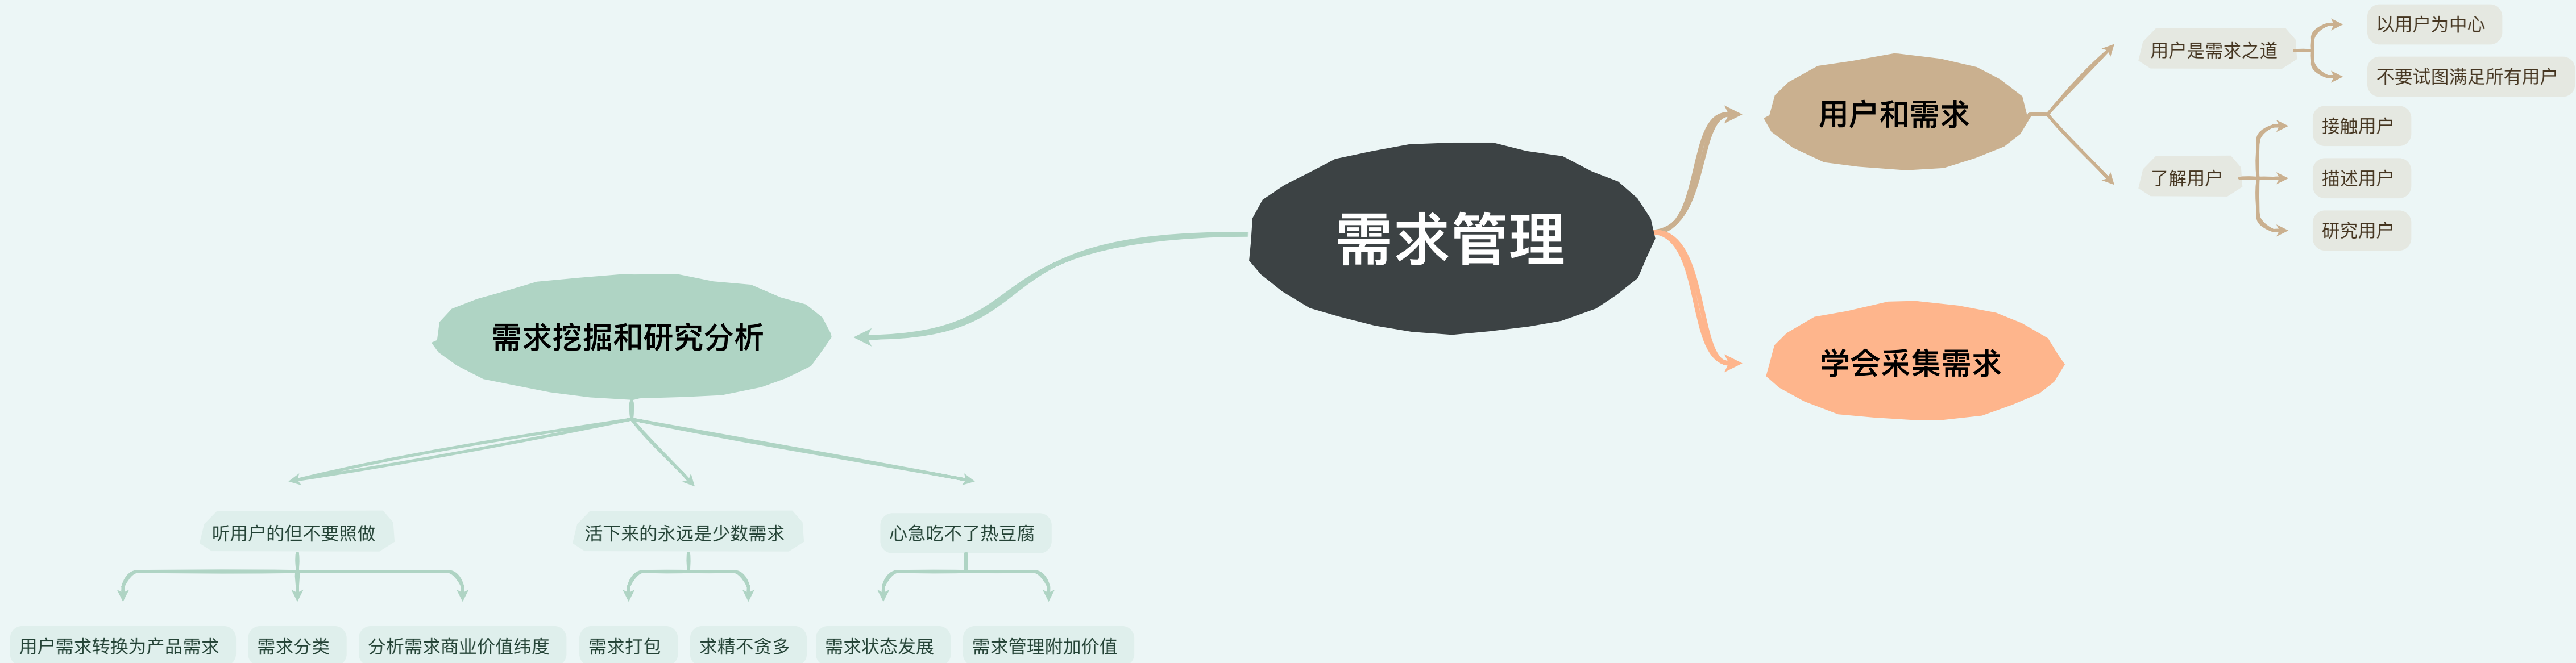 需求管理
用户和需求
用户是需求之道
以用户为中心
不要试图满足所有用户
了解用户
接触用户
描述用户
研究用户
学会采集需求
需求挖掘和研究分析
听用户的但不要照做
用户需求转换为产品需求
需求分类
分析需求商业价值纬度
活下来的永远是少数需求
需求打包
求精不贪多
心急吃不了热豆腐
需求状态发展
需求管理附加价值